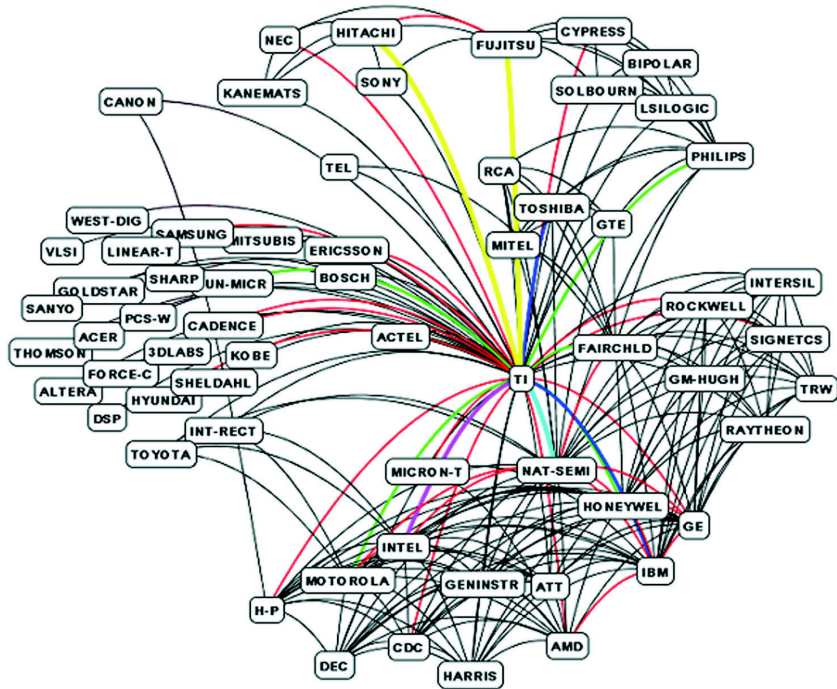 HITACHI
CYPRESS
NEC
FUJITSU
BIPOLAR
SONY
KANEMATS
SOLBOURN
CANON
LSILOGIC
PHILIPS
TEL
RCA
TOSHIBA
WEST-DIG
GTE
SAMSUNG
MITSUBIS
MITEL
VLSI
LINEAR-T
ERICSSON
SHARP
BOSCH
INTERSIL
GOLDSTAR
UN-MICR
SANYO
ROCKWELL
PCS-W
CADENCE
ACER
ACTEL
SIGNETCS
THOMSON
3DLABS
KOBE
FAIRCHLD
FORCE-C
TI
GM-HUGH
SHELDAHL
TRW
ALTERA
HYUNDAI
DSP
INT-RECT
RAYTHEON
TOYOTA
MICRON-T
NAT-SEMI
HONEYWEL
GE
INTEL
IBM
MOTOROLA
GENINSTR
ATT
H-P
CDC
AMD
DEC
HARRIS